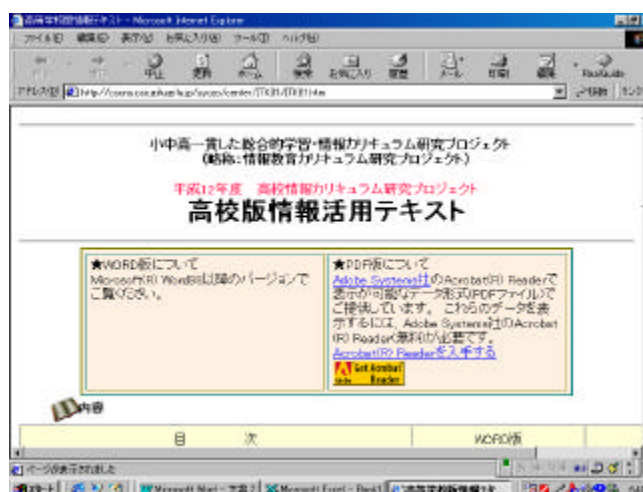 高等学校版情報テキスト - Microsoft Internet Explorer
ファイル(F) 編集(E) 表示(V) お気に入り(A) ツール(T) ヘルプ(H)
中止 更新 ホーム 検索 お気に入り 履歴 メール 印刷 編集 RealGuide
アドレス(D) 移動 リンク
小中高一貫した総合的学習・情報カリキュラム研究プロジェクト
(略称:情報教育カリキュラム研究プロジェクト)
平成12年度 高校情報カリキュラム研究プロジェクト
高校版情報活用テキスト
★WORD版について
Microsoft(R) Word98以降のバージョンで
ご覧ください。
★PDF版について
Adobe Systems社のAcrobat(R) Readerで
表示が可能なデータ形式(PDFファイル)で
ご提供しています。 これらのデータを表
示するには、Adobe Systems社のAcrobat
(R) Reader(無料)が必要です。
Acrobat(R) Readerを入手する
Get Acrobat
Reader
内容
目 次 WORD版
ページが表示されました
スタート